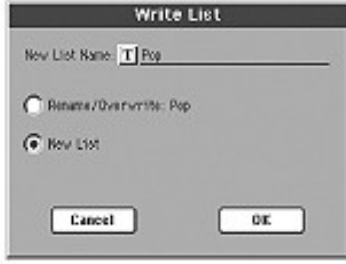 Write List
New List Name: T Pop
Rename/Overwrite: Pop
New List
Cancel OK